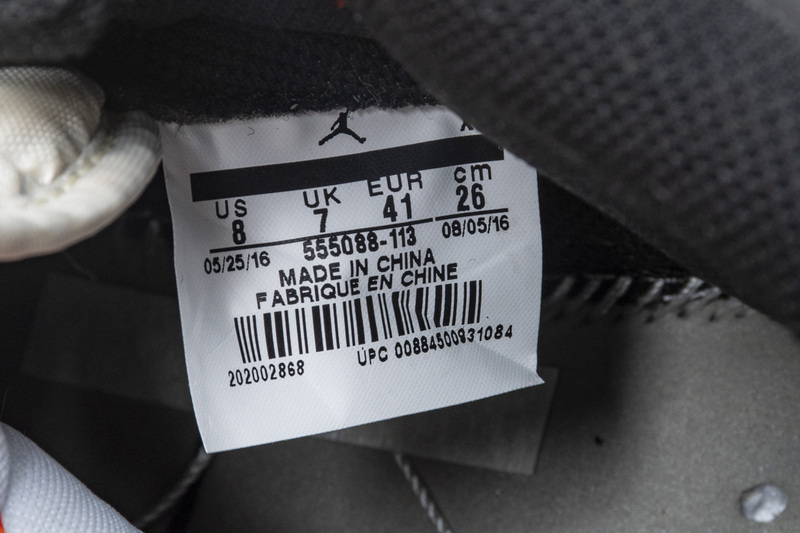 US UK EUR cm
8 7 41 26
05/25/16 555088-113 08/05/16
MADE IN CHINA
FABRIQUE EN CHINE
202002868 UPC 00884500931084